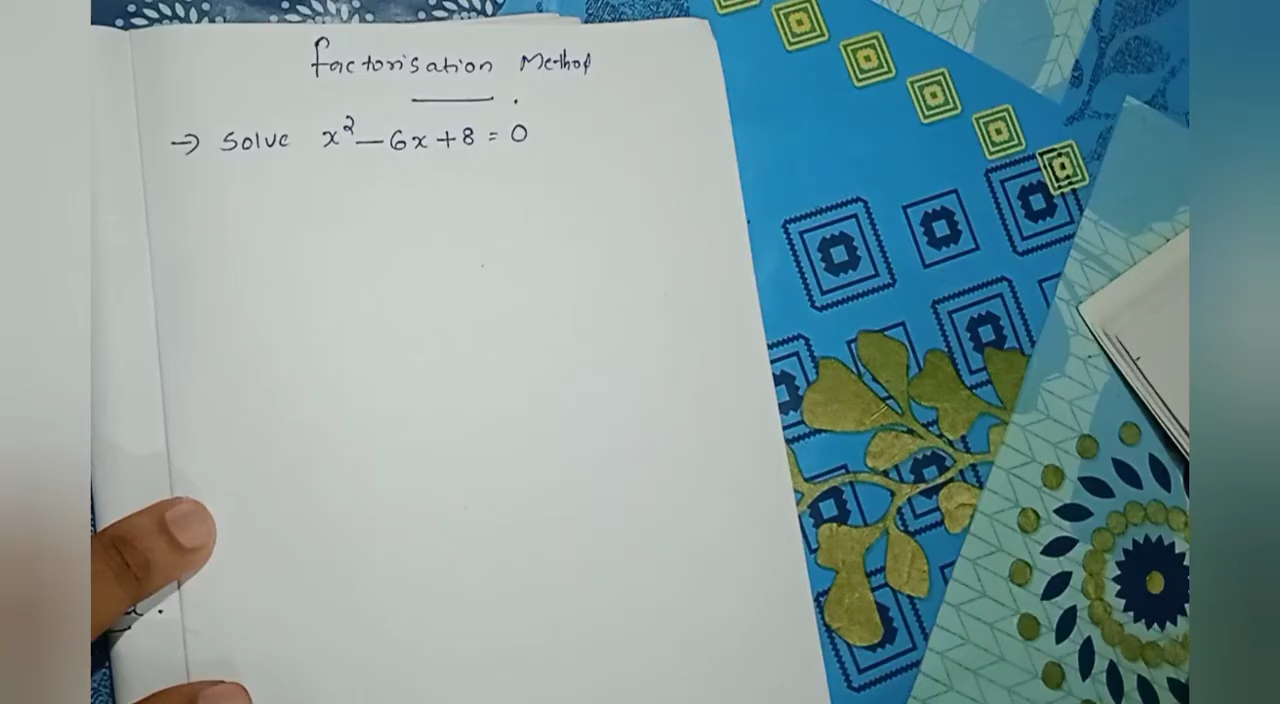 Factorisation Method
→ Solve x² - 6x + 8 = 0